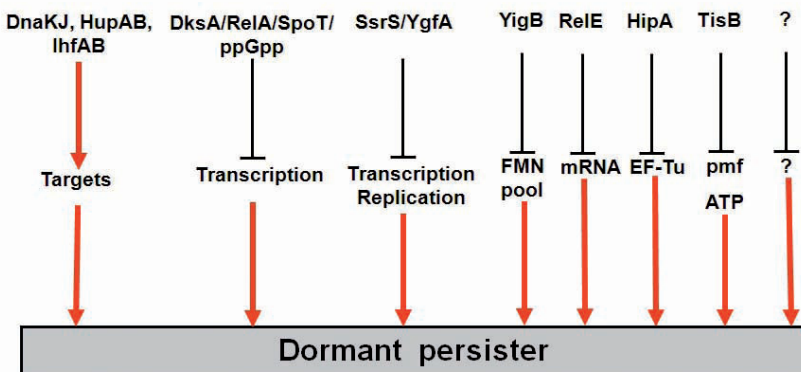 DnaKJ, HupAB, DksA/RelA/SpoT/ SsrS/YgfA YigB RelE HipA TisB ?
IhfAB ppGpp
Targets Transcription Transcription FMN mRNA EF-Tu pmf ?
Replication pool ATP
Dormant persister